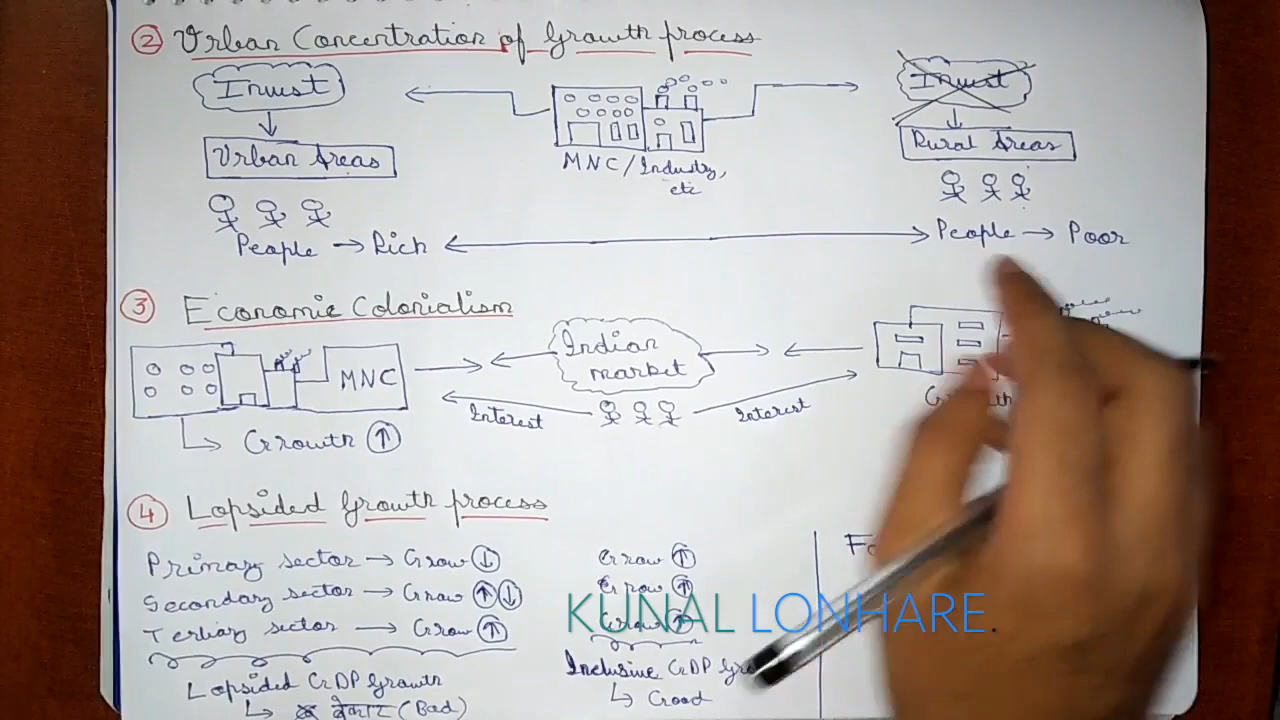 ② Urban Concentration of Growth process
Invest
Invest
Urban Areas
MNC / Industry,
etc
Rural Areas
People → Rich
People → Poor
③ Economic Colonialism
MNC
Indian
market
Interest
Interest
Growth ↑
④ Lopsided Growth process
Primary sector → Grow ↓
Secondary sector → Grow ↑ ↓
Tertiary sector → Grow ↑
Lopsided GDP Growth
↳ बेकार (Bad)
Grow ↑
Grow ↑
Grow ↑
Inclusive GDP
↳ Good
KUNAL LONHARE.